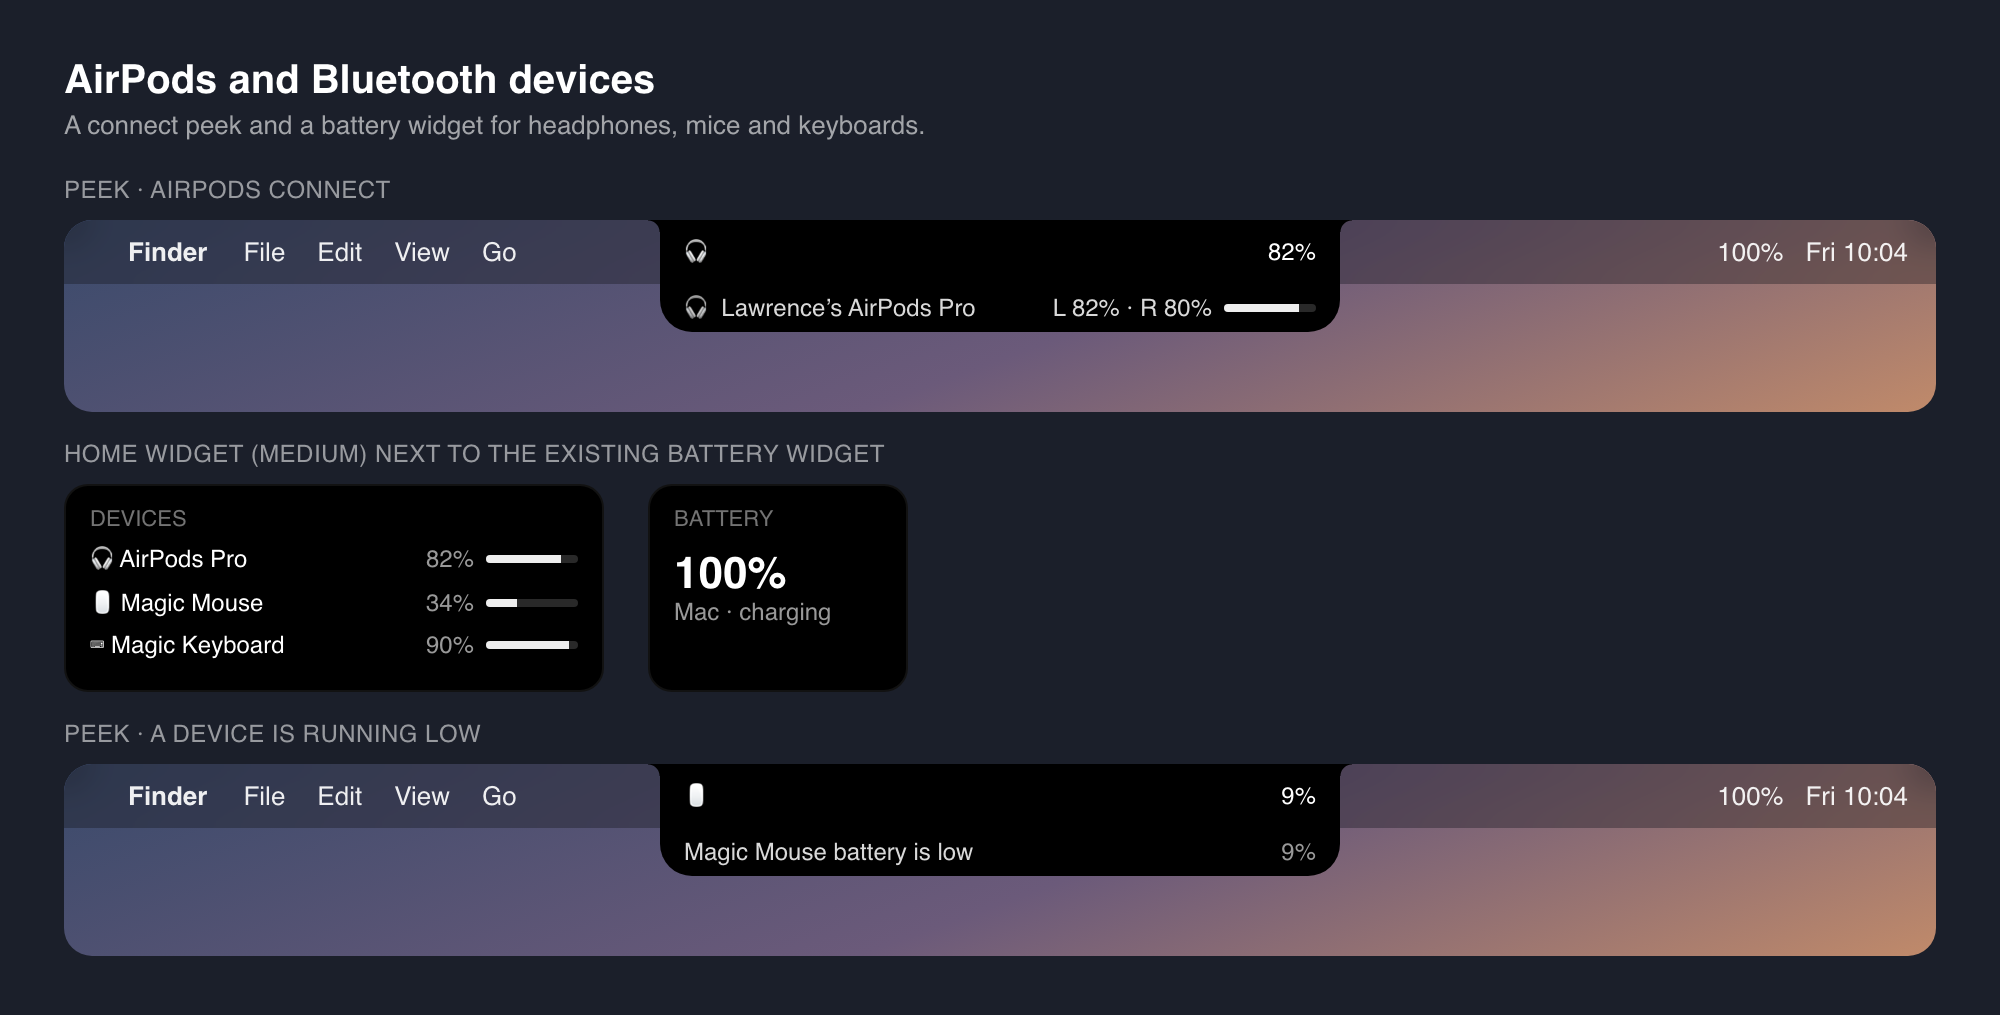 AirPods and Bluetooth devices
A connect peek and a battery widget for headphones, mice and keyboards.
PEEK · AIRPODS CONNECT
Finder File Edit View Go 82% 100% Fri 10:04
Lawrence’s AirPods Pro L 82% · R 80%
HOME WIDGET (MEDIUM) NEXT TO THE EXISTING BATTERY WIDGET
DEVICES
AirPods Pro 82%
Magic Mouse 34%
Magic Keyboard 90%
BATTERY
100%
Mac · charging
PEEK · A DEVICE IS RUNNING LOW
Finder File Edit View Go 9% 100% Fri 10:04
Magic Mouse battery is low 9%